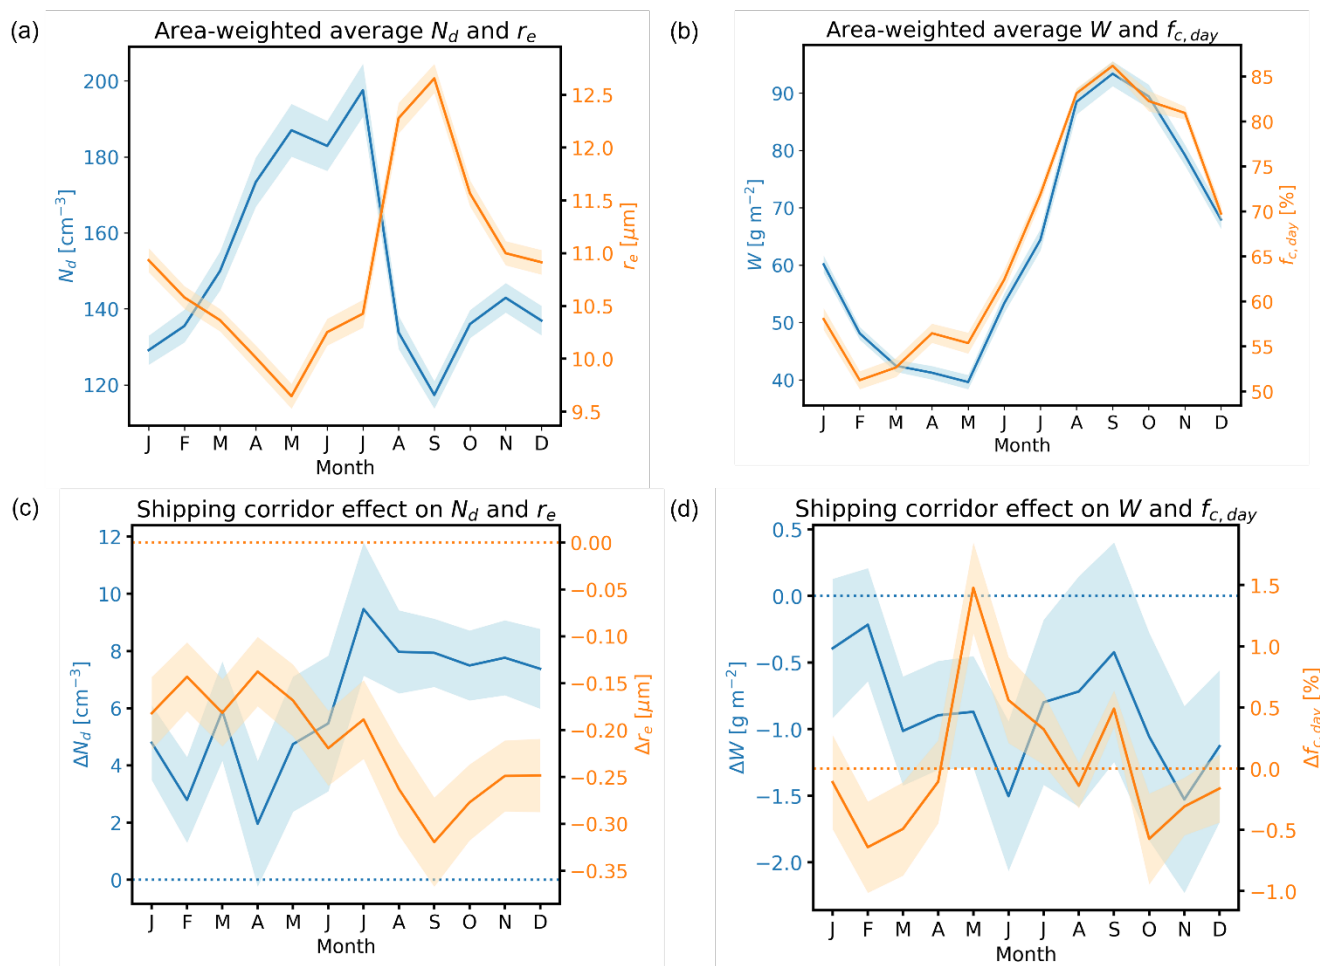 (a)
Area-weighted average N_d and r_e
200
180
160
140
120
N_d [cm⁻³]
12.5
12.0
11.5
11.0
10.5
10.0
9.5
r_e [μm]
J F M A M J J A S O N D
Month
(b)
Area-weighted average W and f_{c,day}
90
80
70
60
50
40
W [g m⁻²]
85
80
75
70
65
60
55
50
f_{c,day} [%]
J F M A M J J A S O N D
Month
(c)
Shipping corridor effect on N_d and r_e
12
10
8
6
4
2
0
ΔN_d [cm⁻³]
0.00
−0.05
−0.10
−0.15
−0.20
−0.25
−0.30
−0.35
Δr_e [μm]
J F M A M J J A S O N D
Month
(d)
Shipping corridor effect on W and f_{c,day}
0.5
0.0
−0.5
−1.0
−1.5
−2.0
ΔW [g m⁻²]
1.5
1.0
0.5
0.0
−0.5
−1.0
Δf_{c,day} [%]
J F M A M J J A S O N D
Month